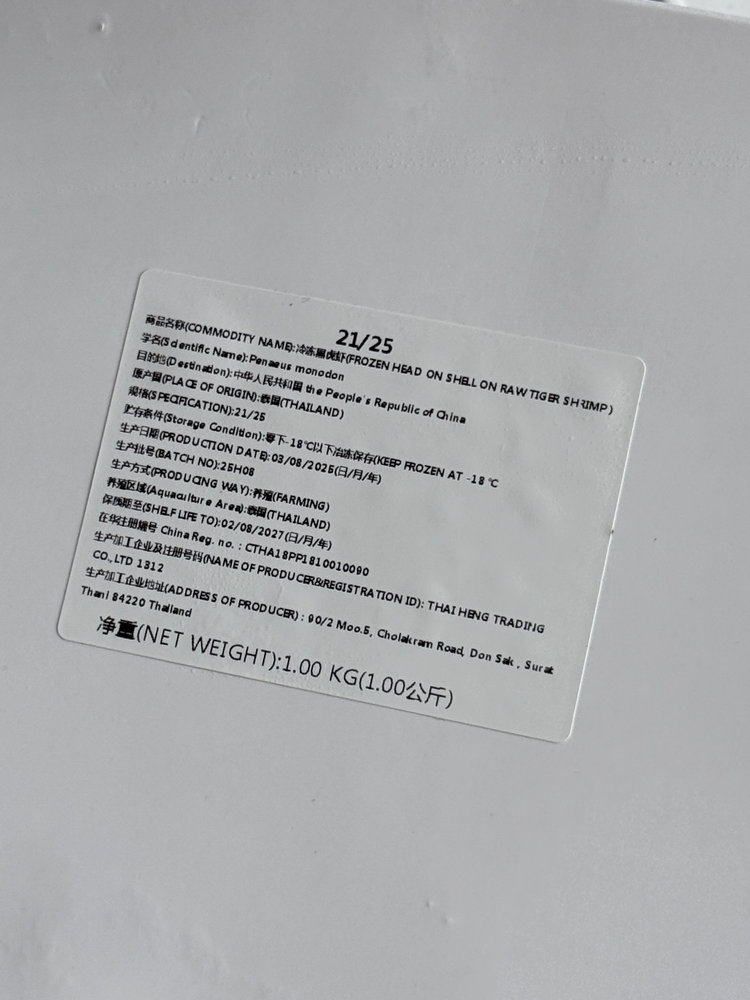 21/25
商品名称(COMMODITY NAME):冷冻黑虎虾(FROZEN HEAD ON SHELL ON RAW TIGER SHRIMP)
学名(Scientific Name):Penaeus monodon
目的地(Destination):中华人民共和国 the People's Republic of China
原产国(PLACE OF ORIGIN):泰国(THAILAND)
规格(SPECIFICATION):21/25
贮存条件(Storage Condition):零下-18℃以下冶冻保存(KEEP FROZEN AT -18℃
生产日期(PRODUCTION DATE):03/08/2025(日/月/年)
生产批号(BATCH NO):25H08
生产方式(PRODUCING WAY):养殖(FARMING)
养殖区域(Aquaculture Area):泰国(THAILAND)
保质期至(SHELF LIFE TO):02/08/2027(日/月/年)
在华注册编号 China Reg. no. : CTHA18PP1810010090
生产加工企业及注册号码(NAME OF PRODUCER&REGISTRATION ID): THAI HENG TRADING
CO.,LTD 1312
生产加工企业地址(ADDRESS OF PRODUCER) : 90/2 Moo.5, Cholakram Road, Don Sak , Surat
Thani 84220 Thailand
净重(NET WEIGHT):1.00 KG(1.00公斤)